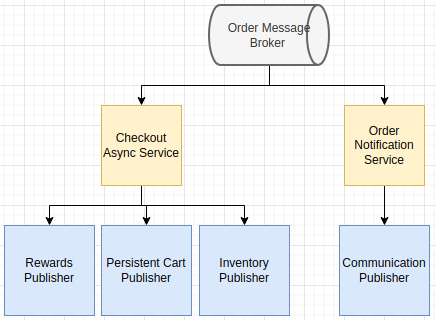 Order Message
Broker
Checkout
Async Service
Order
Notification
Service
Rewards
Publisher
Persistent Cart
Publisher
Inventory
Publisher
Communication
Publisher